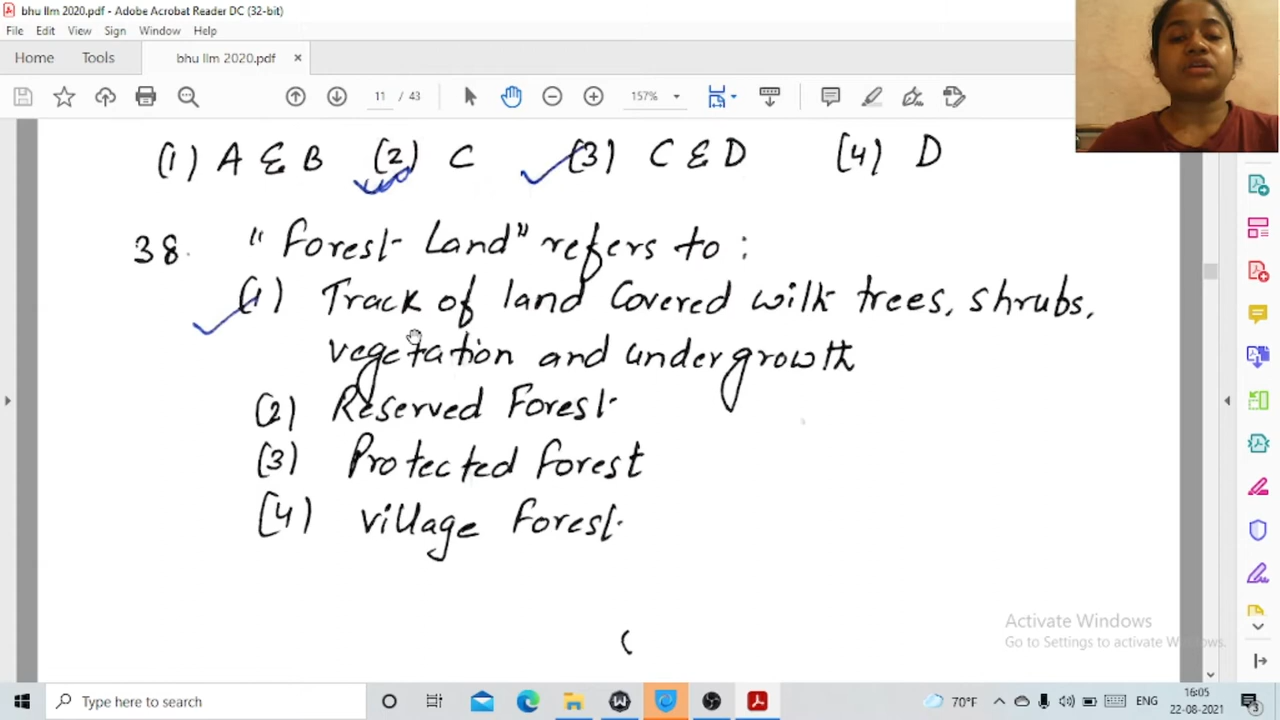 bhu llm 2020.pdf - Adobe Acrobat Reader DC (32-bit)
File Edit View Sign Window Help
Home Tools bhu llm 2020.pdf ×
11 / 43 157%
(1) A & B (2) C (3) C & D (4) D
38. "Forest Land" refers to :
(1) Track of land Covered with trees, shrubs,
vegetation and undergrowth
(2) Reserved Forest
(3) Protected forest
(4) Village forest
Activate Windows
Go to Settings to activate Windows.
Type here to search
70°F ENG 16:05
22-08-2021
3